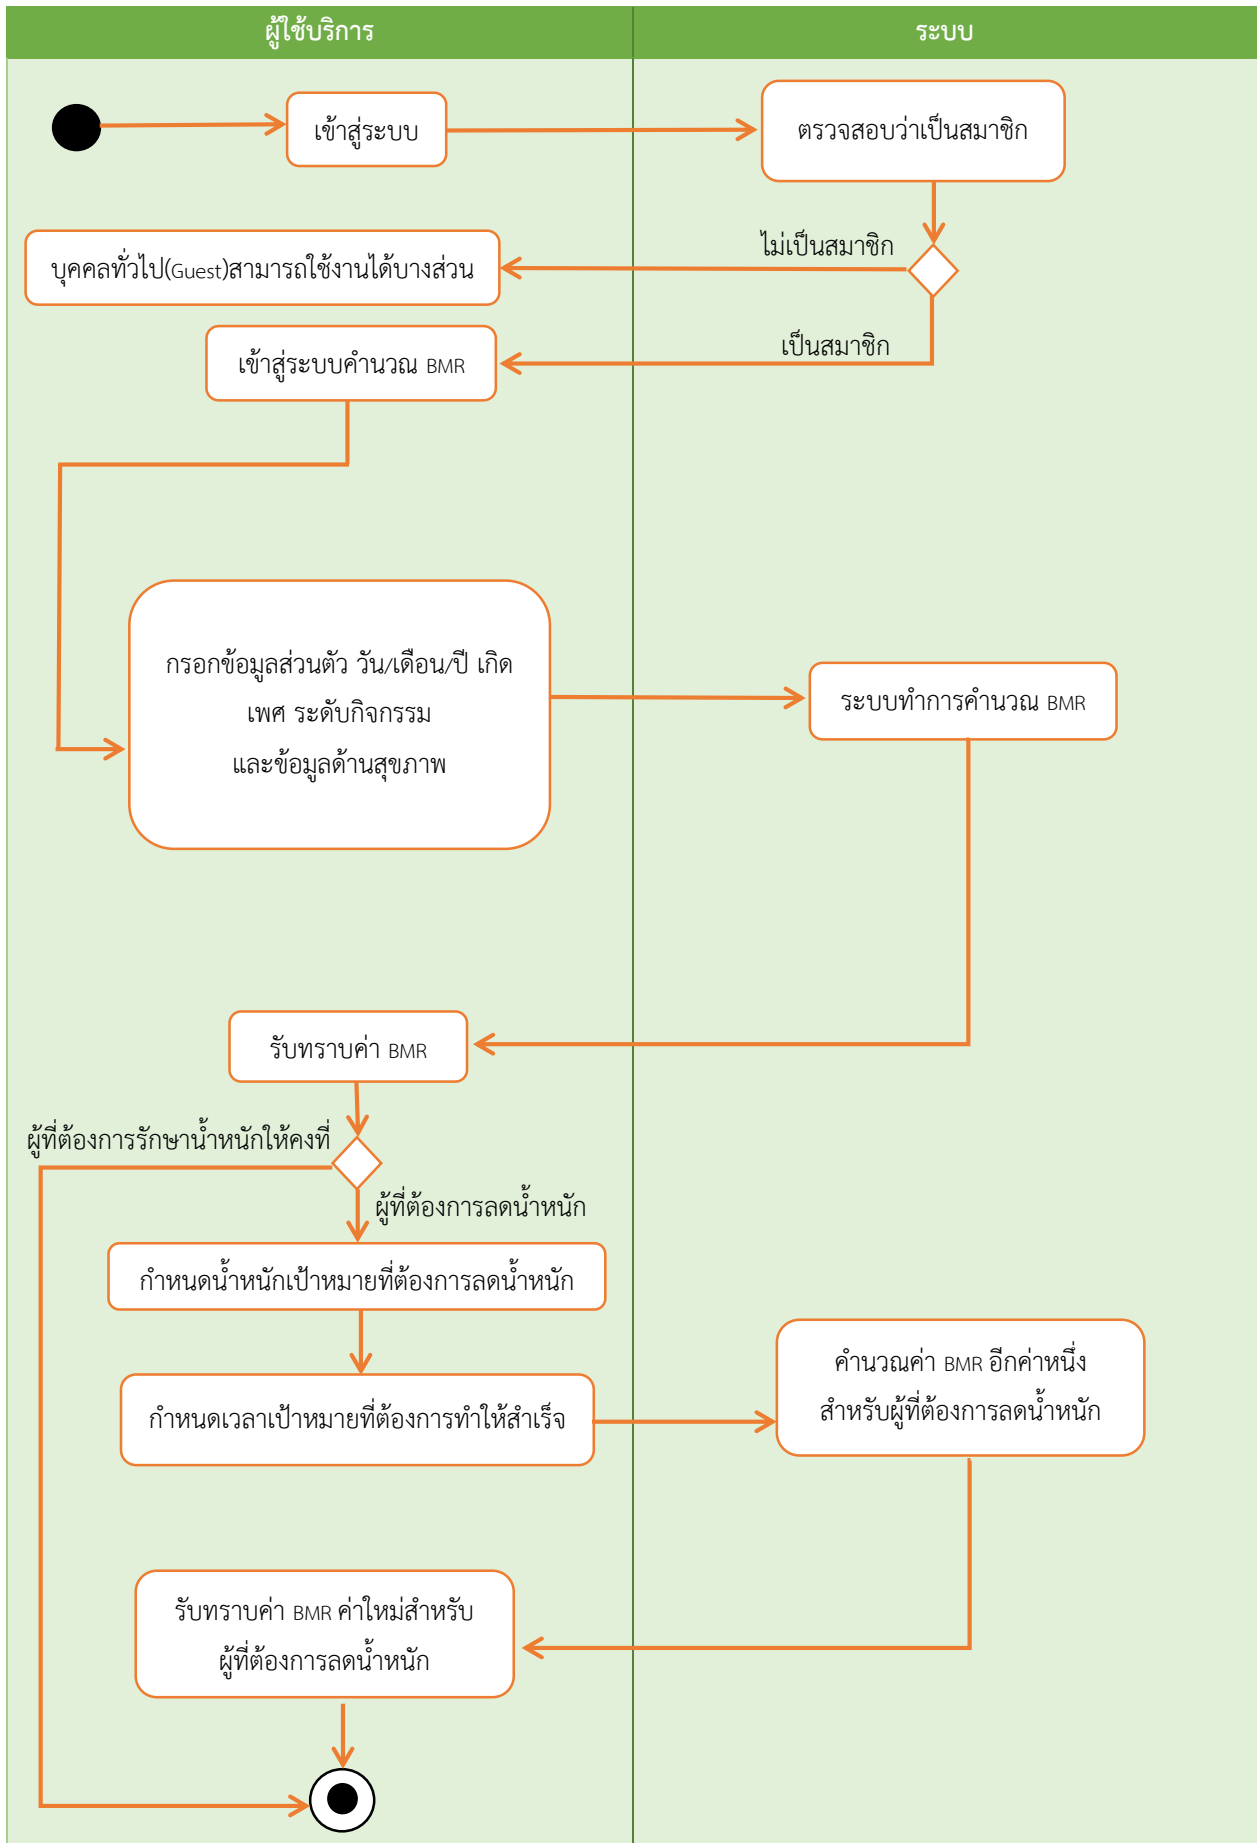 ผู้ใช้บริการ
ระบบ
เข้าสู่ระบบ
ตรวจสอบว่าเป็นสมาชิก
ไม่เป็นสมาชิก
บุคคลทั่วไป(Guest)สามารถใช้งานได้บางส่วน
เป็นสมาชิก
เข้าสู่ระบบคำนวณ BMR
กรอกข้อมูลส่วนตัว วัน/เดือน/ปี เกิด
เพศ ระดับกิจกรรม
และข้อมูลด้านสุขภาพ
ระบบทำการคำนวณ BMR
รับทราบค่า BMR
ผู้ที่ต้องการรักษาน้ำหนักให้คงที่
ผู้ที่ต้องการลดน้ำหนัก
กำหนดน้ำหนักเป้าหมายที่ต้องการลดน้ำหนัก
กำหนดเวลาเป้าหมายที่ต้องการทำให้สำเร็จ
คำนวณค่า BMR อีกค่าหนึ่ง
สำหรับผู้ที่ต้องการลดน้ำหนัก
รับทราบค่า BMR ค่าใหม่สำหรับ
ผู้ที่ต้องการลดน้ำหนัก